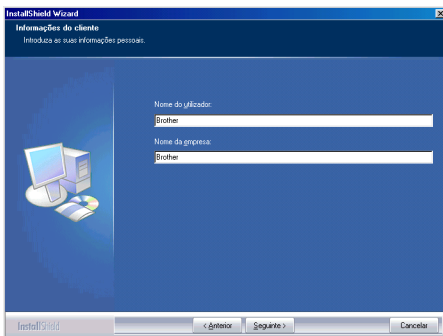 InstallShield Wizard
Informações do cliente
Introduza as suas informações pessoais.
Nome do utilizador:
Brother
Nome da empresa:
Brother
InstallShield
< Anterior
Seguinte >
Cancelar